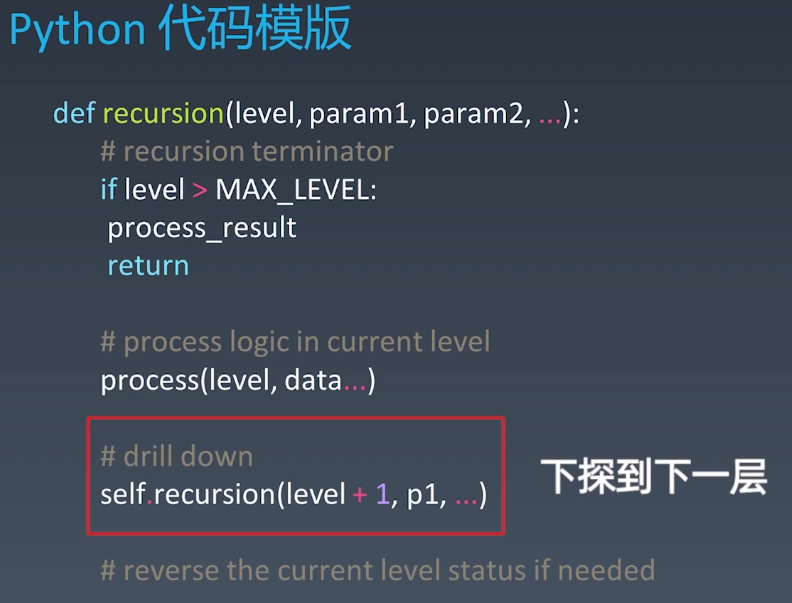 Python 代码模版
def recursion(level, param1, param2, ...):
# recursion terminator
if level > MAX_LEVEL:
process_result
return
# process logic in current level
process(level, data...)
# drill down
self.recursion(level + 1, p1, ...)
下探到下一层
# reverse the current level status if needed